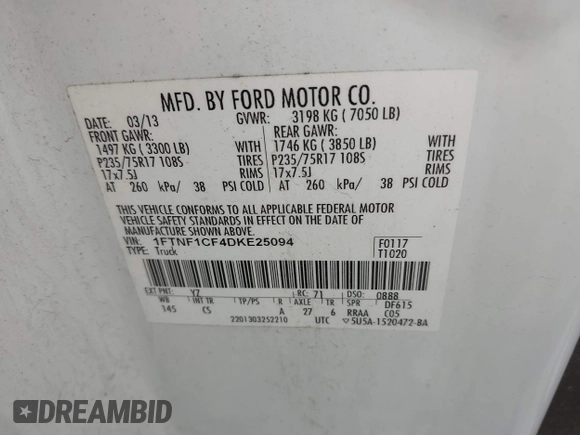 MFD. BY FORD MOTOR CO.
DATE: 03/13 GVWR: 3198 KG ( 7050 LB)
FRONT GAWR: REAR GAWR:
1497 KG ( 3300 LB) WITH 1746 KG ( 3850 LB) WITH
P235/75R17 108S TIRES P235/75R17 108S TIRES
17x7.5J RIMS 17x7.5J RIMS
AT 260 kPa/ 38 PSI COLD AT 260 kPa/ 38 PSI COLD
THIS VEHICLE CONFORMS TO ALL APPLICABLE FEDERAL MOTOR
VEHICLE SAFETY STANDARDS IN EFFECT ON THE DATE OF
MANUFACTURE SHOWN ABOVE.
VIN: 1FTNF1CF4DKE25094 F0117
TYPE: Truck T1020
EXT PNT: YZ RC: 71 DSO: 0888
WB INT TR TP/PS R AXLE TR SPR DF615
145 CS A 27 6 RRAA C05
2201303252210 UTC 5U5A-1520472-BA
DREAMBID